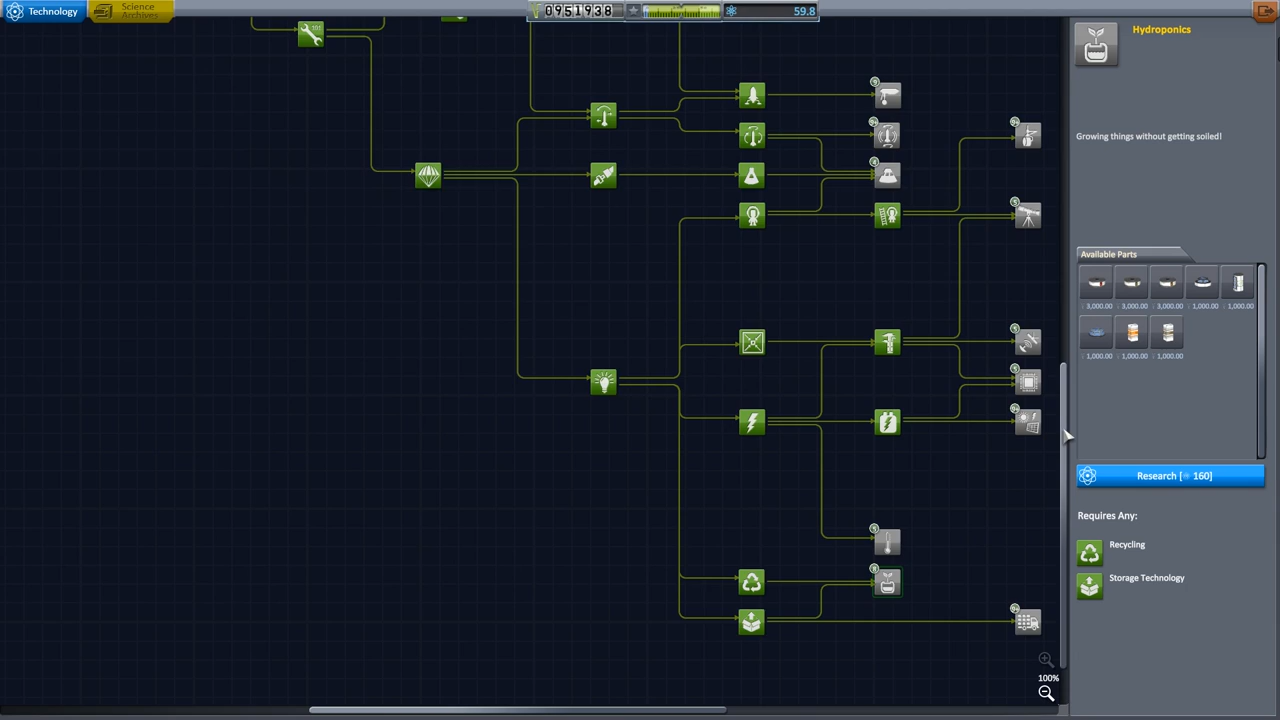 Technology
Science
Archives
0951938
59.8
101
Hydroponics
Growing things without getting soiled!
Available Parts
3,000.00 3,000.00 3,000.00 1,000.00 1,000.00
1,000.00 1,000.00 1,000.00
Research [ 160]
Requires Any:
Recycling
Storage Technology
100%